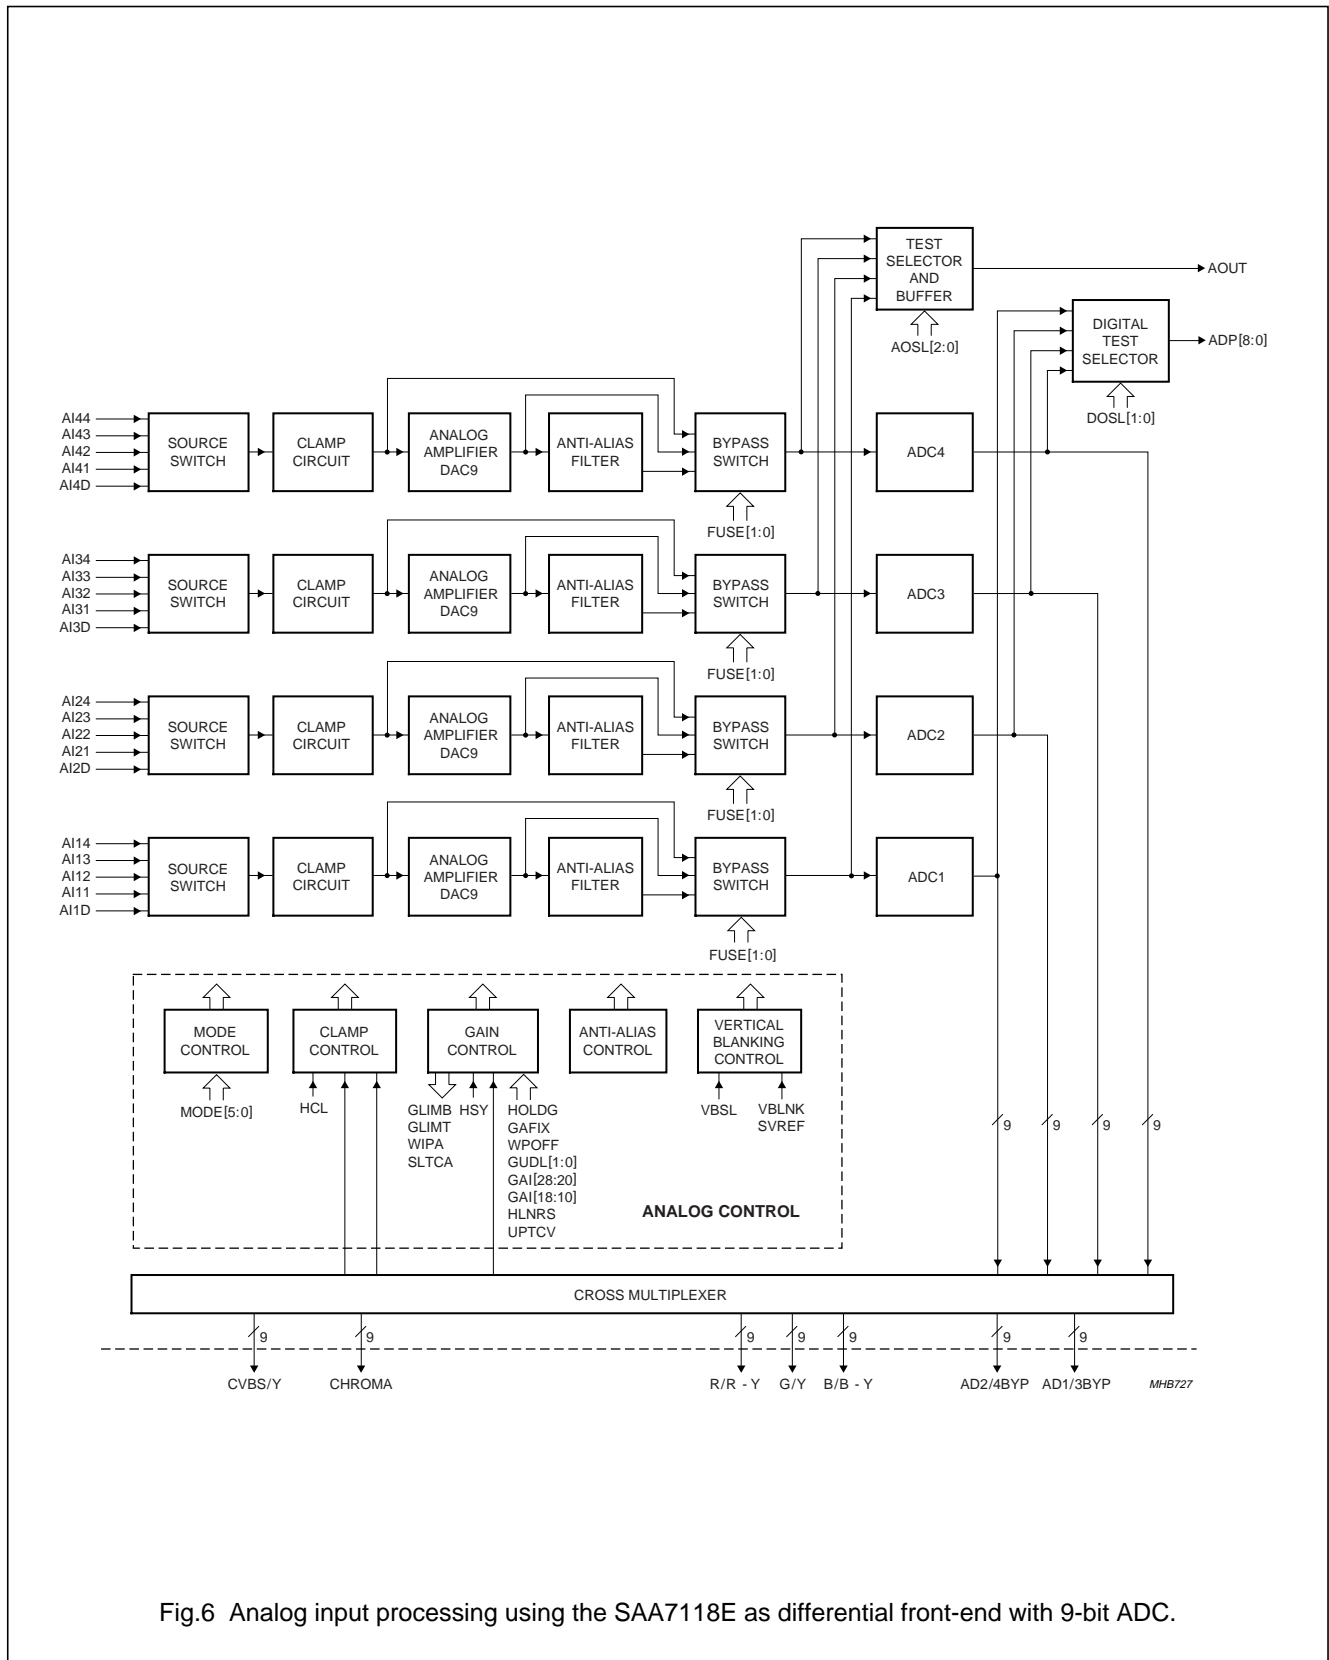 TEST
SELECTOR
AND
BUFFER
AOUT
AOSL[2:0]
DIGITAL
TEST
SELECTOR
ADP[8:0]
DOSL[1:0]
AI44
AI43
AI42
AI41
AI4D
SOURCE
SWITCH
CLAMP
CIRCUIT
ANALOG
AMPLIFIER
DAC9
ANTI-ALIAS
FILTER
BYPASS
SWITCH
ADC4
FUSE[1:0]
AI34
AI33
AI32
AI31
AI3D
SOURCE
SWITCH
CLAMP
CIRCUIT
ANALOG
AMPLIFIER
DAC9
ANTI-ALIAS
FILTER
BYPASS
SWITCH
ADC3
FUSE[1:0]
AI24
AI23
AI22
AI21
AI2D
SOURCE
SWITCH
CLAMP
CIRCUIT
ANALOG
AMPLIFIER
DAC9
ANTI-ALIAS
FILTER
BYPASS
SWITCH
ADC2
FUSE[1:0]
AI14
AI13
AI12
AI11
AI1D
SOURCE
SWITCH
CLAMP
CIRCUIT
ANALOG
AMPLIFIER
DAC9
ANTI-ALIAS
FILTER
BYPASS
SWITCH
ADC1
FUSE[1:0]
MODE
CONTROL
MODE[5:0]
CLAMP
CONTROL
HCL
GAIN
CONTROL
GLIMB
GLIMT
WIPA
SLTCA
HSY
HOLDG
GAFIX
WPOFF
GUDL[1:0]
GAI[28:20]
GAI[18:10]
HLNRS
UPTCV
ANTI-ALIAS
CONTROL
VERTICAL
BLANKING
CONTROL
VBSL
VBLNK
SVREF
ANALOG CONTROL
9
9
9
9
CROSS MULTIPLEXER
9
9
9
9
9
9
9
CVBS/Y
CHROMA
R/R - Y
G/Y
B/B - Y
AD2/4BYP
AD1/3BYP
MHB727
Fig.6 Analog input processing using the SAA7118E as differential front-end with 9-bit ADC.